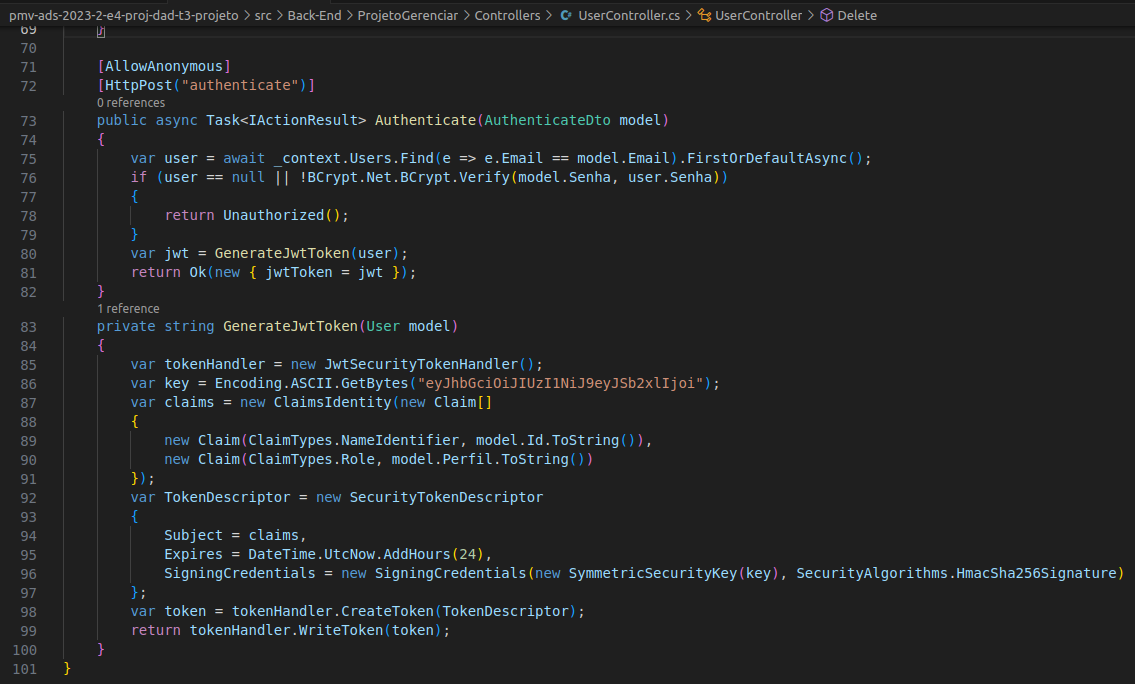 pmv-ads-2023-2-e4-proj-dad-t3-projeto > src > Back-End > ProjetoGerenciar > Controllers > UserController.cs > UserController > Delete
69 }
70
71 [AllowAnonymous]
72 [HttpPost("authenticate")]
0 references
73 public async Task<IActionResult> Authenticate(AuthenticateDto model)
74 {
75 var user = await _context.Users.Find(e => e.Email == model.Email).FirstOrDefaultAsync();
76 if (user == null || !BCrypt.Net.BCrypt.Verify(model.Senha, user.Senha))
77 {
78 return Unauthorized();
79 }
80 var jwt = GenerateJwtToken(user);
81 return Ok(new { jwtToken = jwt });
82 }
1 reference
83 private string GenerateJwtToken(User model)
84 {
85 var tokenHandler = new JwtSecurityTokenHandler();
86 var key = Encoding.ASCII.GetBytes("eyJhbGciOiJIUzI1NiJ9eyJSb2xlIjoi");
87 var claims = new ClaimsIdentity(new Claim[]
88 {
89 new Claim(ClaimTypes.NameIdentifier, model.Id.ToString()),
90 new Claim(ClaimTypes.Role, model.Perfil.ToString())
91 });
92 var TokenDescriptor = new SecurityTokenDescriptor
93 {
94 Subject = claims,
95 Expires = DateTime.UtcNow.AddHours(24),
96 SigningCredentials = new SigningCredentials(new SymmetricSecurityKey(key), SecurityAlgorithms.HmacSha256Signature)
97 };
98 var token = tokenHandler.CreateToken(TokenDescriptor);
99 return tokenHandler.WriteToken(token);
100 }
101 }